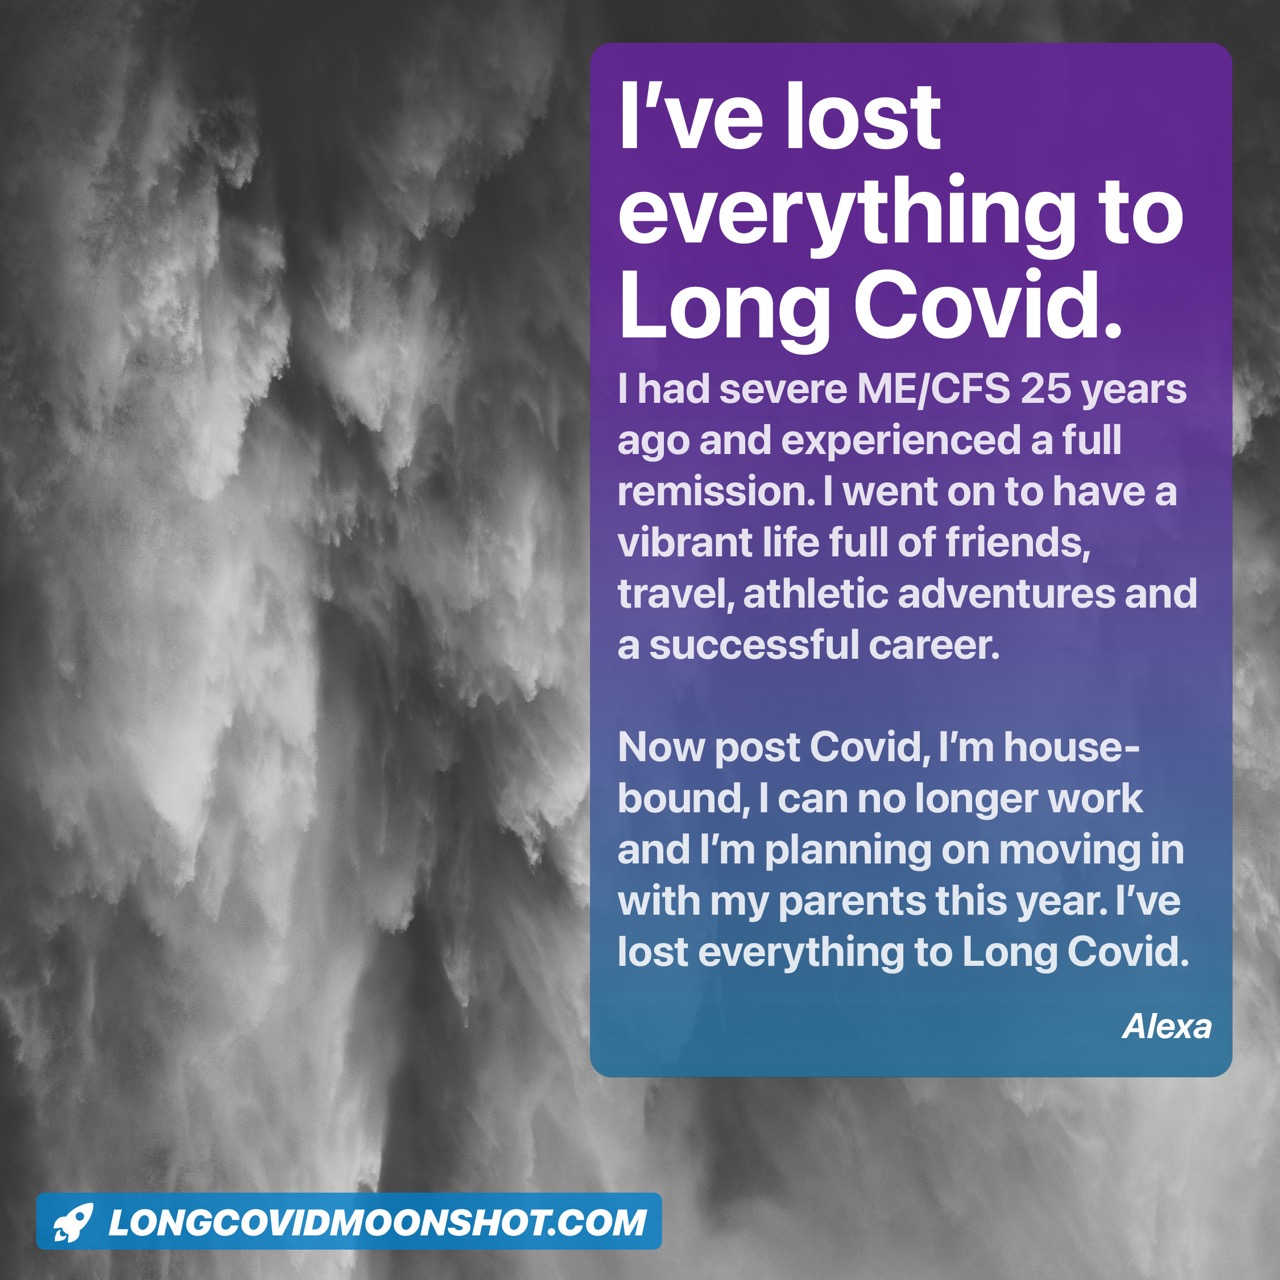 I’ve lost
everything to
Long Covid.
I had severe ME/CFS 25 years
ago and experienced a full
remission. I went on to have a
vibrant life full of friends,
travel, athletic adventures and
a successful career.
Now post Covid, I’m house-
bound, I can no longer work
and I’m planning on moving in
with my parents this year. I’ve
lost everything to Long Covid.
Alexa
LONGCOVIDMOONSHOT.COM